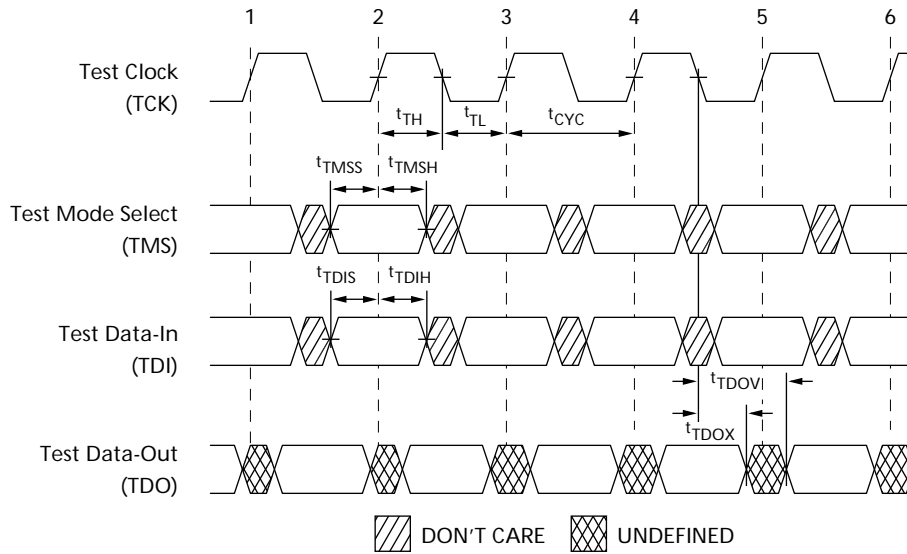 1 2 3 4 5 6
Test Clock
(TCK)
tTH tTL tCYC
tTMSS tTMSH
Test Mode Select
(TMS)
tTDIS tTDIH
Test Data-In
(TDI)
tTDOV
tTDOX
Test Data-Out
(TDO)
DON'T CARE UNDEFINED